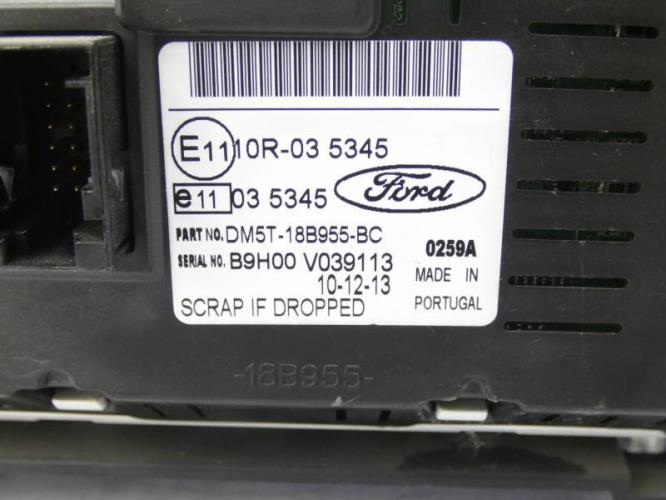 E11 10R-03 5345
e11 03 5345 Ford
PART NO. DM5T-18B955-BC 0259A
SERIAL NO. B9H00 V039113 MADE IN
10-12-13 PORTUGAL
SCRAP IF DROPPED
-18B955-